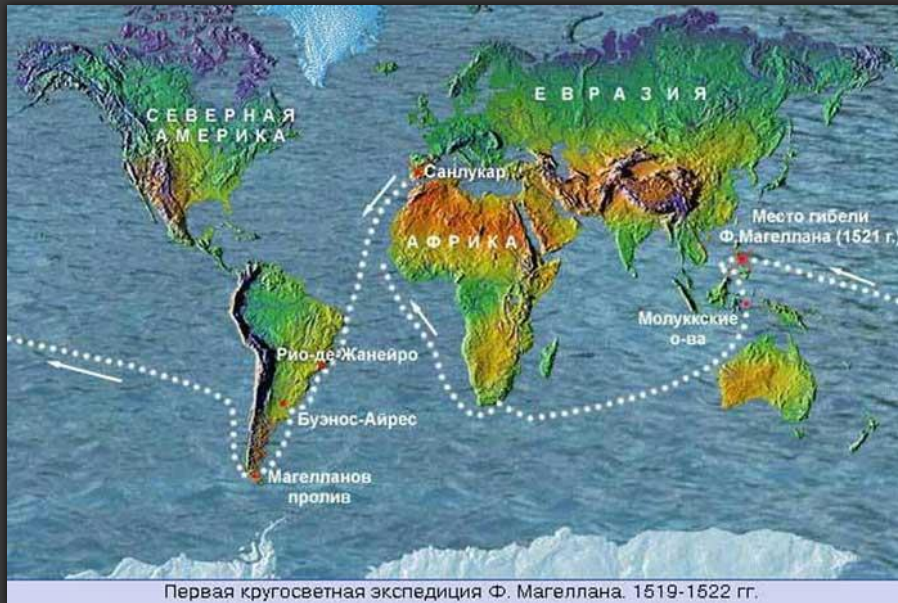 СЕВЕРНАЯ
АМЕРИКА
ЕВРАЗИЯ
Санлукар
АФРИКА
Место гибели
Ф.Магеллана (1521 г.)
Молуккские
о-ва
Рио-де-Жанейро
Буэнос-Айрес
Магелланов
пролив
Первая кругосветная экспедиция Ф. Магеллана. 1519-1522 гг.